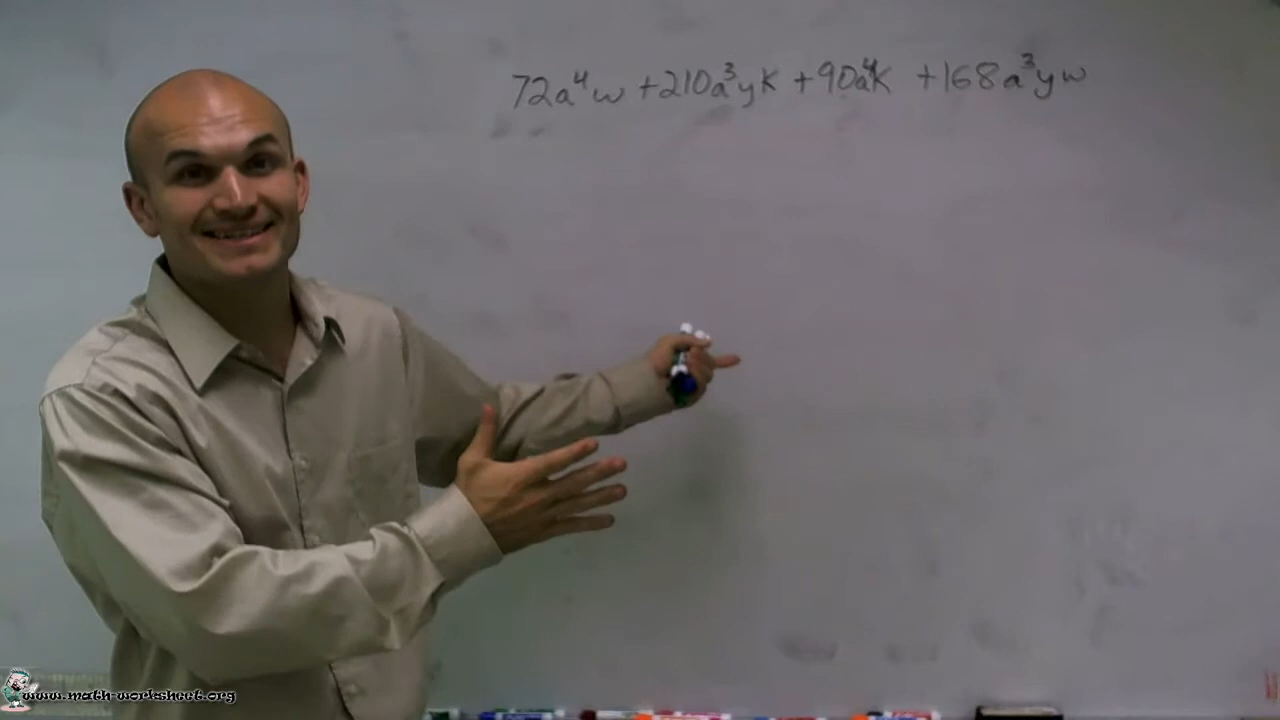 72a⁴w + 210a³yk + 90a⁴k + 168a³yw
www.math-worksheet.org